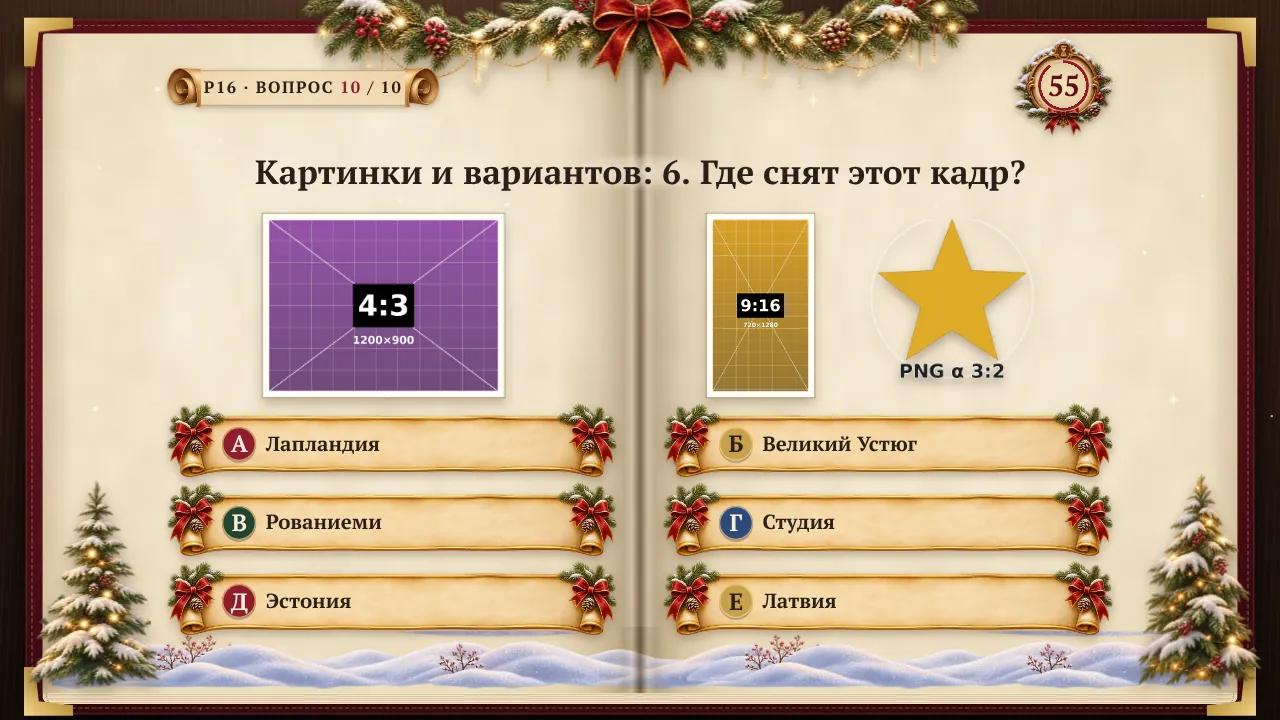 Р16 · ВОПРОС 10 / 10
55
Картинки и вариантов: 6. Где снят этот кадр?
4:3
1200×900
9:16
720×1280
PNG α 3:2
А Лапландия
Б Великий Устюг
В Рованиеми
Г Студия
Д Эстония
Е Латвия